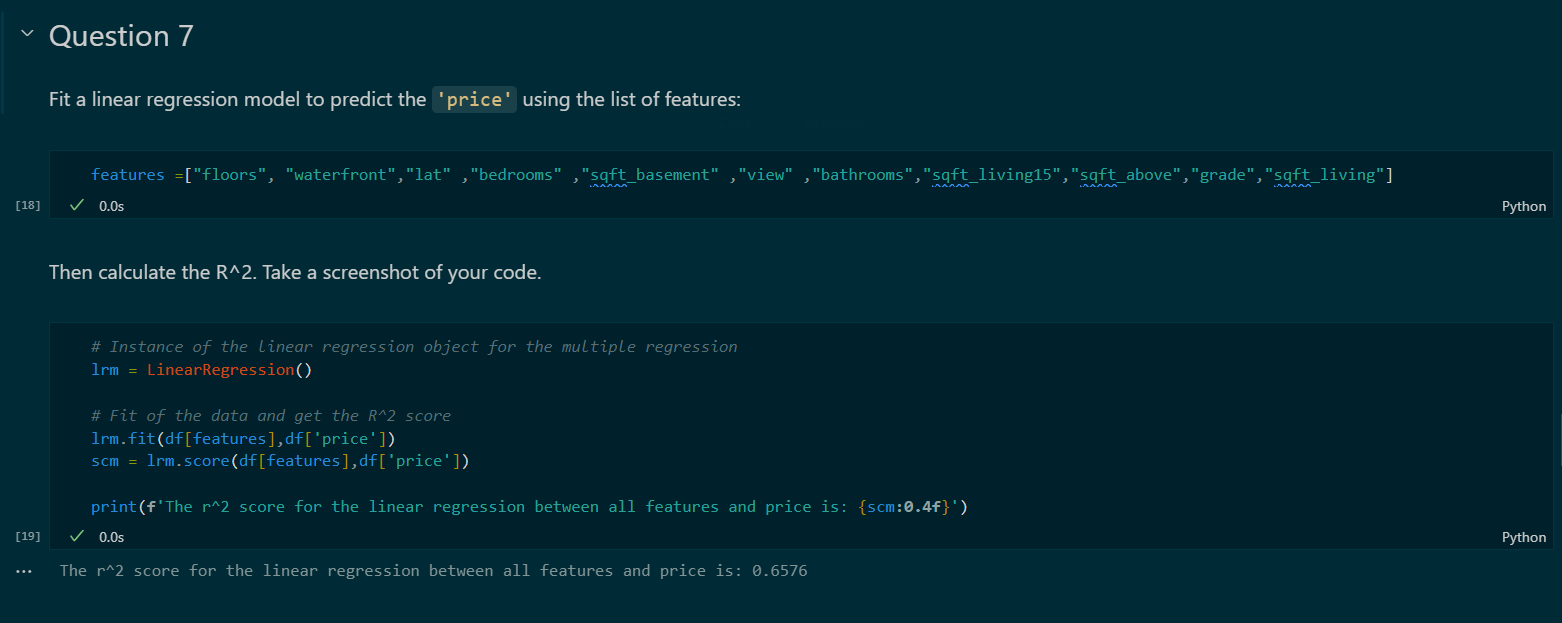 Question 7
Fit a linear regression model to predict the 'price' using the list of features:
features =["floors", "waterfront","lat" ,"bedrooms" ,"sqft_basement" ,"view" ,"bathrooms","sqft_living15","sqft_above","grade","sqft_living"]
[18] ✓ 0.0s Python
Then calculate the R^2. Take a screenshot of your code.
# Instance of the linear regression object for the multiple regression
lrm = LinearRegression()
# Fit of the data and get the R^2 score
lrm.fit(df[features],df['price'])
scm = lrm.score(df[features],df['price'])
print(f'The r^2 score for the linear regression between all features and price is: {scm:0.4f}')
[19] ✓ 0.0s Python
... The r^2 score for the linear regression between all features and price is: 0.6576